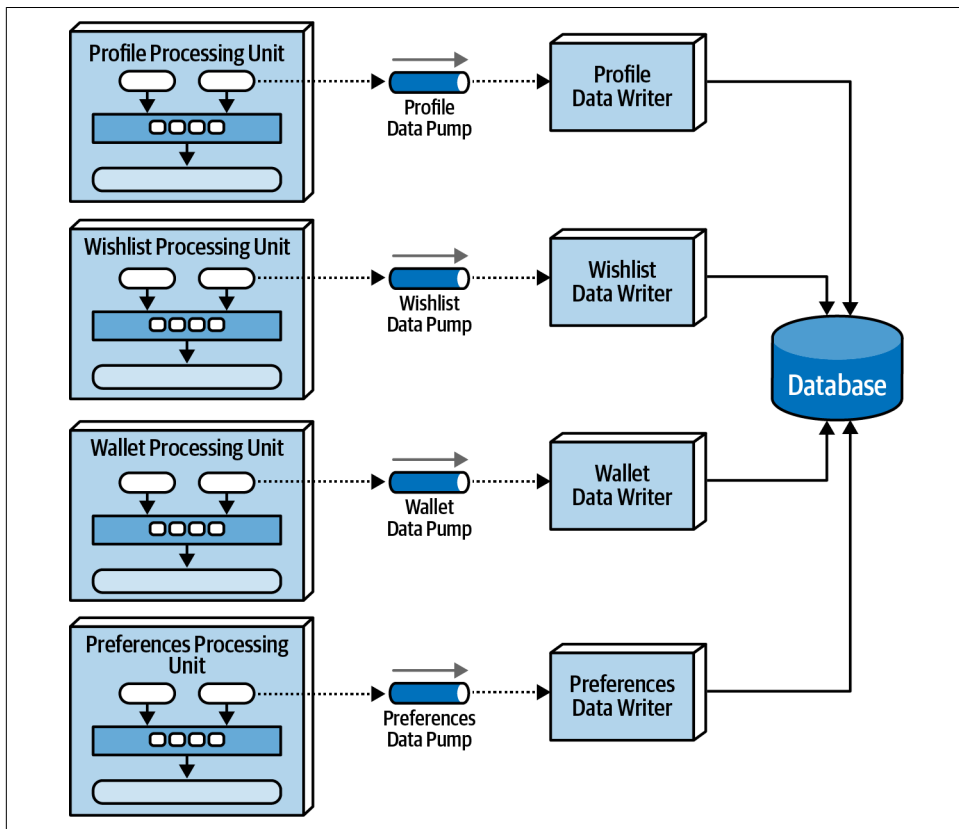 Profile Processing Unit
Profile
Data Pump
Profile
Data Writer
Wishlist Processing Unit
Wishlist
Data Pump
Wishlist
Data Writer
Database
Wallet Processing Unit
Wallet
Data Pump
Wallet
Data Writer
Preferences Processing
Unit
Preferences
Data Pump
Preferences
Data Writer